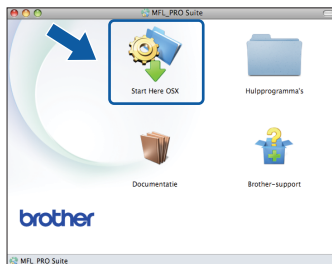 MFL_PRO Suite
Start Here OSX
Hulpprogramma's
Documentatie
Brother-support
brother
MFL_PRO Suite